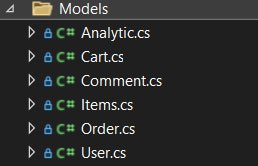 Models
C# Analytic.cs
C# Cart.cs
C# Comment.cs
C# Items.cs
C# Order.cs
C# User.cs